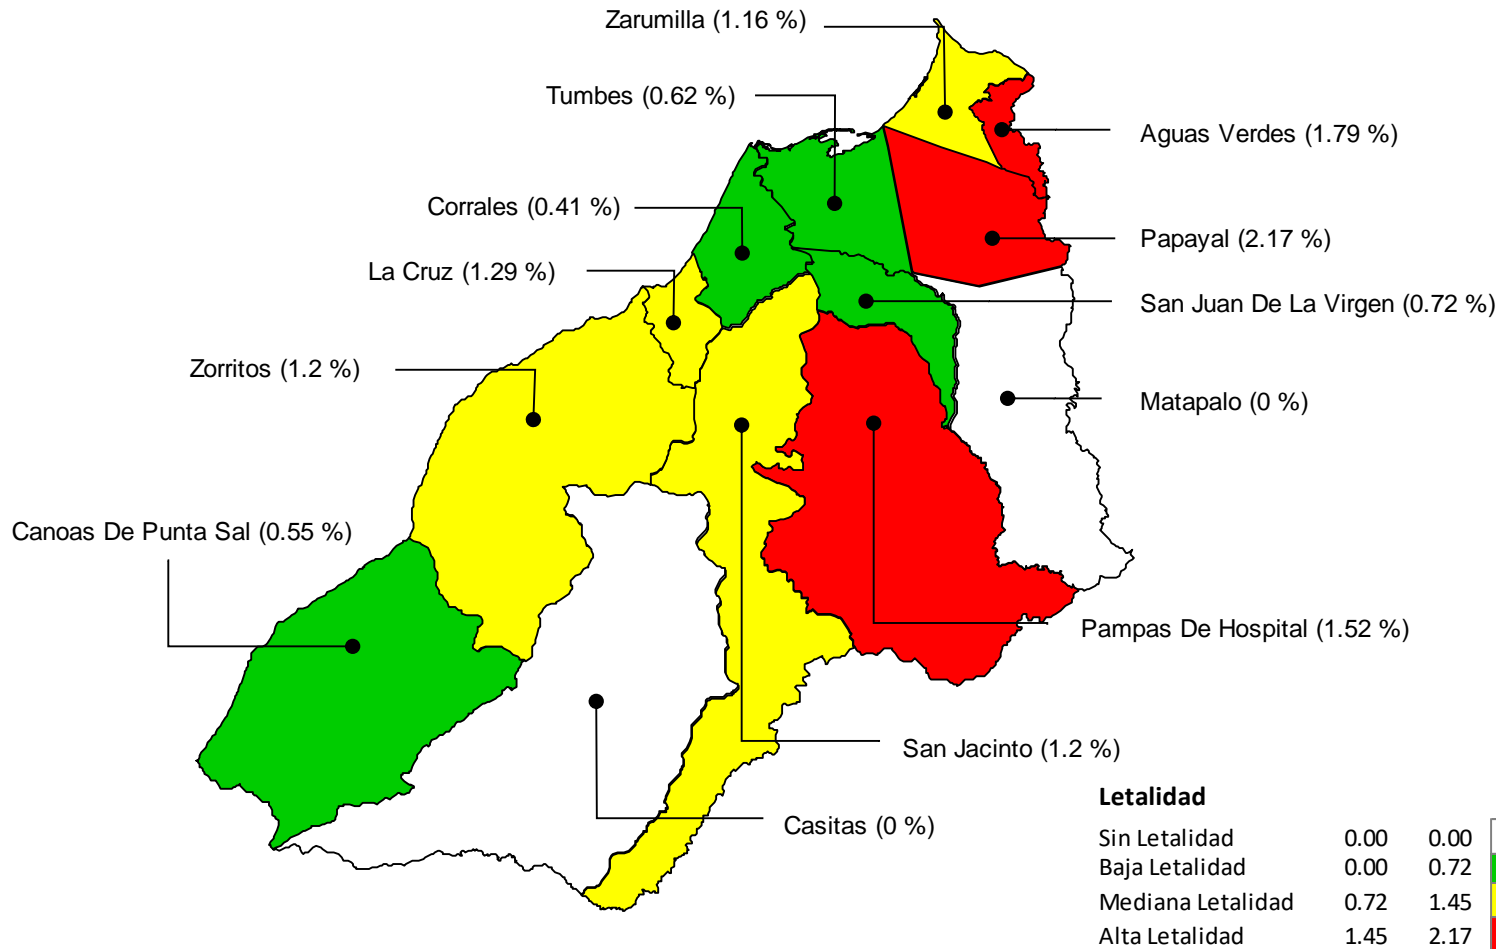 Zarumilla (1.16 %)
Tumbes (0.62 %)
Aguas Verdes (1.79 %)
Corrales (0.41 %)
Papayal (2.17 %)
La Cruz (1.29 %)
San Juan De La Virgen (0.72 %)
Zorritos (1.2 %)
Matapalo (0 %)
Canoas De Punta Sal (0.55 %)
Pampas De Hospital (1.52 %)
San Jacinto (1.2 %)
Casitas (0 %)
Letalidad
Sin Letalidad 0.00 0.00
Baja Letalidad 0.00 0.72
Mediana Letalidad 0.72 1.45
Alta Letalidad 1.45 2.17